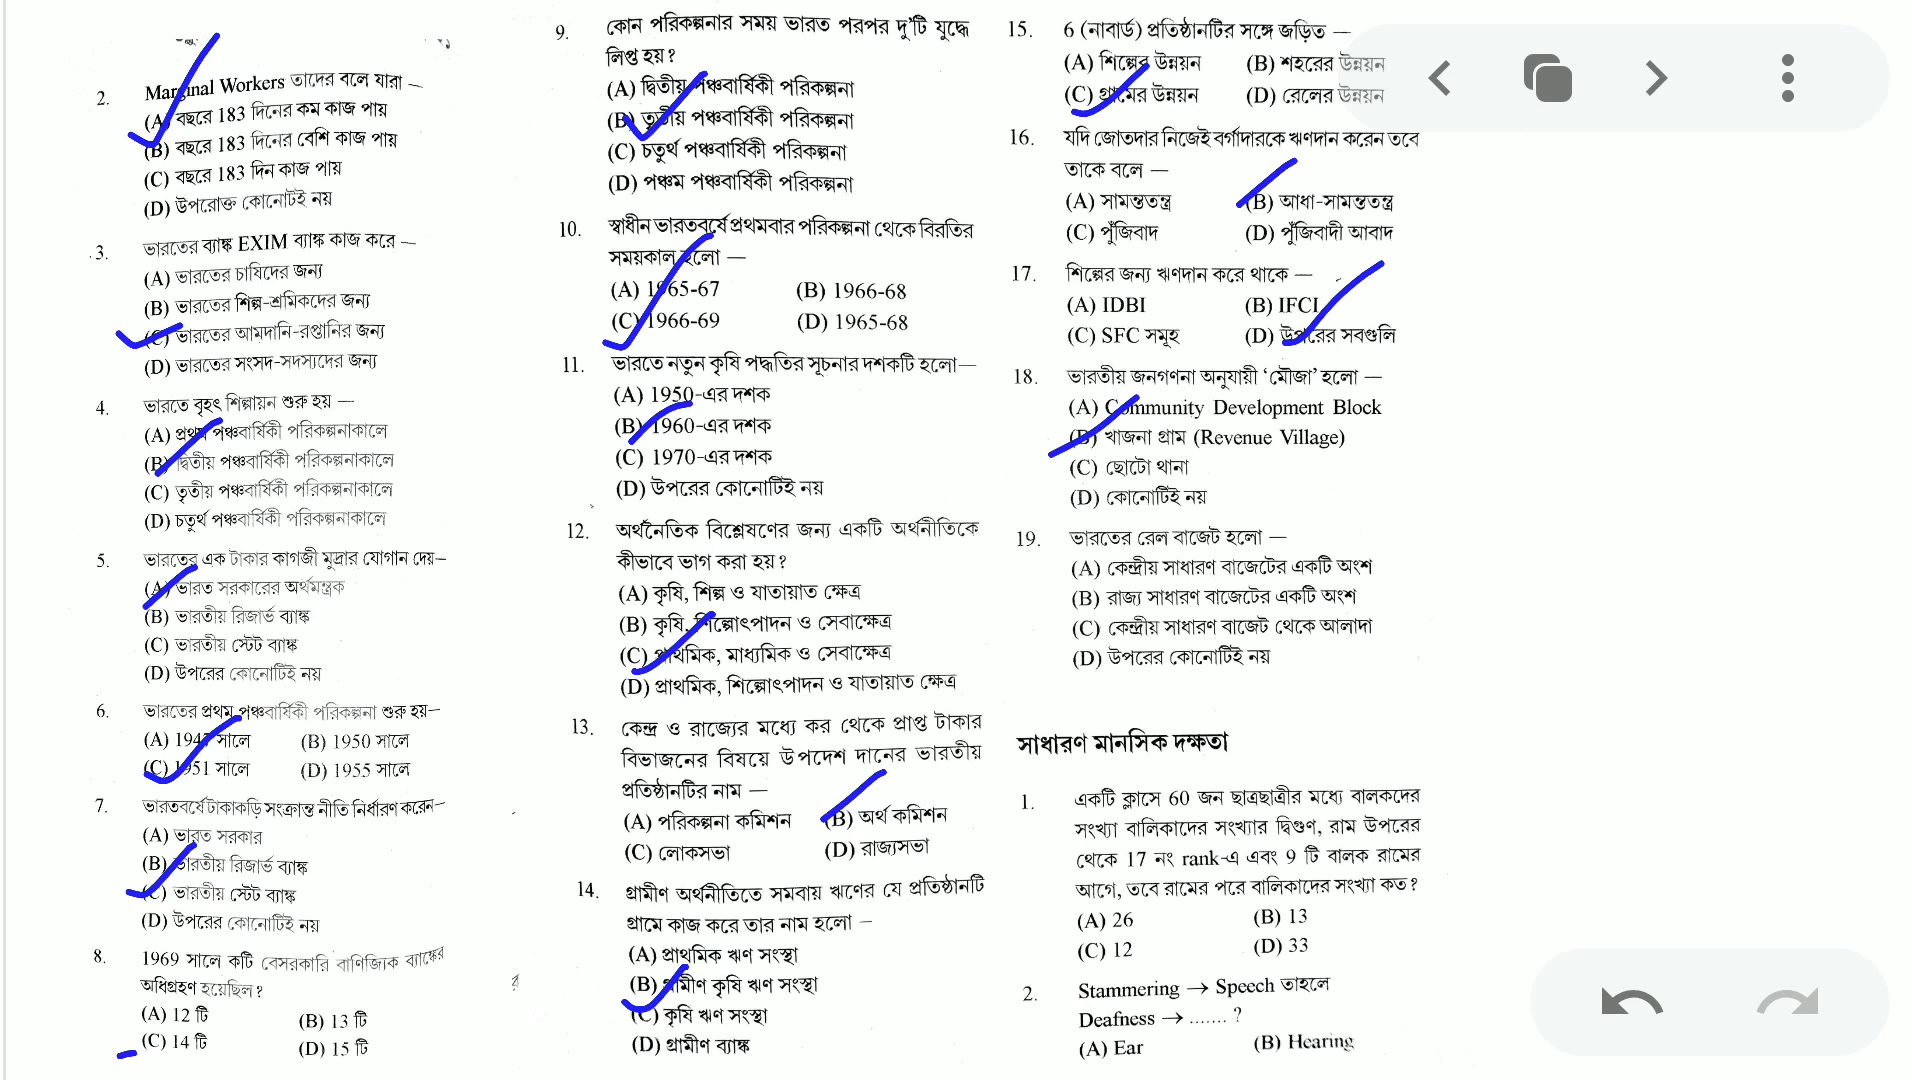 2. Marginal Workers তাদের বলে যারা —
(A) বছরে 183 দিনের কম কাজ পায়
(B) বছরে 183 দিনের বেশি কাজ পায়
(C) বছরে 183 দিন কাজ পায়
(D) উপরোক্ত কোনোটিই নয়
3. ভারতের ব্যাঙ্ক EXIM ব্যাঙ্ক কাজ করে —
(A) ভারতের চাষিদের জন্য
(B) ভারতের শিল্প-শ্রমিকদের জন্য
(C) ভারতের আমদানি-রপ্তানির জন্য
(D) ভারতের সংসদ-সদস্যদের জন্য
4. ভারতে বৃহৎ শিল্পায়ন শুরু হয় —
(A) প্রথম পঞ্চবার্ষিকী পরিকল্পনাকালে
(B) দ্বিতীয় পঞ্চবার্ষিকী পরিকল্পনাকালে
(C) তৃতীয় পঞ্চবার্ষিকী পরিকল্পনাকালে
(D) চতুর্থ পঞ্চবার্ষিকী পরিকল্পনাকালে
5. ভারতের এক টাকার কাগজী মুদ্রার যোগান দেয়—
(A) ভারত সরকারের অর্থমন্ত্রক
(B) ভারতীয় রিজার্ভ ব্যাঙ্ক
(C) ভারতীয় স্টেট ব্যাঙ্ক
(D) উপরের কোনোটিই নয়
6. ভারতের প্রথম পঞ্চবার্ষিকী পরিকল্পনা শুরু হয়—
(A) 1947 সালে (B) 1950 সালে
(C) 1951 সালে (D) 1955 সালে
7. ভারতবর্ষে টাকাকড়ি সংক্রান্ত নীতি নির্ধারণ করেন—
(A) ভারত সরকার
(B) ভারতীয় রিজার্ভ ব্যাঙ্ক
(C) ভারতীয় স্টেট ব্যাঙ্ক
(D) উপরের কোনোটিই নয়
8. 1969 সালে কটি বেসরকারি বাণিজ্যিক ব্যাঙ্কের
অধিগ্রহণ হয়েছিল ?
(A) 12 টি (B) 13 টি
(C) 14 টি (D) 15 টি
9. কোন পরিকল্পনার সময় ভারত পরপর দু'টি যুদ্ধে
লিপ্ত হয় ?
(A) দ্বিতীয় পঞ্চবার্ষিকী পরিকল্পনা
(B) তৃতীয় পঞ্চবার্ষিকী পরিকল্পনা
(C) চতুর্থ পঞ্চবার্ষিকী পরিকল্পনা
(D) পঞ্চম পঞ্চবার্ষিকী পরিকল্পনা
10. স্বাধীন ভারতবর্ষে প্রথমবার পরিকল্পনা থেকে বিরতির
সময়কাল হলো —
(A) 1965-67 (B) 1966-68
(C) 1966-69 (D) 1965-68
11. ভারতে নতুন কৃষি পদ্ধতির সূচনার দশকটি হলো—
(A) 1950-এর দশক
(B) 1960-এর দশক
(C) 1970-এর দশক
(D) উপরের কোনোটিই নয়
12. অর্থনৈতিক বিশ্লেষণের জন্য একটি অর্থনীতিকে
কীভাবে ভাগ করা হয় ?
(A) কৃষি, শিল্প ও যাতায়াত ক্ষেত্র
(B) কৃষি, শিল্পোৎপাদন ও সেবাক্ষেত্র
(C) প্রাথমিক, মাধ্যমিক ও সেবাক্ষেত্র
(D) প্রাথমিক, শিল্পোৎপাদন ও যাতায়াত ক্ষেত্র
13. কেন্দ্র ও রাজ্যের মধ্যে কর থেকে প্রাপ্ত টাকার
বিভাজনের বিষয়ে উপদেশ দানের ভারতীয়
প্রতিষ্ঠানটির নাম —
(A) পরিকল্পনা কমিশন (B) অর্থ কমিশন
(C) লোকসভা (D) রাজ্যসভা
14. গ্রামীণ অর্থনীতিতে সমবায় ঋণের যে প্রতিষ্ঠানটি
গ্রামে কাজ করে তার নাম হলো —
(A) প্রাথমিক ঋণ সংস্থা
(B) গ্রামীণ কৃষি ঋণ সংস্থা
(C) কৃষি ঋণ সংস্থা
(D) গ্রামীণ ব্যাঙ্ক
15. 6 (নাবার্ড) প্রতিষ্ঠানটির সঙ্গে জড়িত —
(A) শিল্পের উন্নয়ন (B) শহরের উন্নয়ন
(C) গ্রামের উন্নয়ন (D) রেলের উন্নয়ন
16. যদি জোতদার নিজেই বর্গাদারকে ঋণদান করেন তবে
তাকে বলে —
(A) সামন্ততন্ত্র (B) আধা-সামন্ততন্ত্র
(C) পুঁজিবাদ (D) পুঁজিবাদী আবাদ
17. শিল্পের জন্য ঋণদান করে থাকে —
(A) IDBI (B) IFCI
(C) SFC সমূহ (D) উপরের সবগুলি
18. ভারতীয় জনগণনা অনুযায়ী 'মৌজা' হলো —
(A) Community Development Block
(B) খাজনা গ্রাম (Revenue Village)
(C) ছোটো থানা
(D) কোনোটিই নয়
19. ভারতের রেল বাজেট হলো —
(A) কেন্দ্রীয় সাধারণ বাজেটের একটি অংশ
(B) রাজ্য সাধারণ বাজেটের একটি অংশ
(C) কেন্দ্রীয় সাধারণ বাজেট থেকে আলাদা
(D) উপরের কোনোটিই নয়
সাধারণ মানসিক দক্ষতা
1. একটি ক্লাসে 60 জন ছাত্রছাত্রীর মধ্যে বালকদের
সংখ্যা বালিকাদের সংখ্যার দ্বিগুণ, রাম উপরের
থেকে 17 নং rank-এ এবং 9 টি বালক রামের
আগে, তবে রামের পরে বালিকাদের সংখ্যা কত ?
(A) 26 (B) 13
(C) 12 (D) 33
2. Stammering → Speech তাহলে
Deafness → ....... ?
(A) Ear (B) Hearing